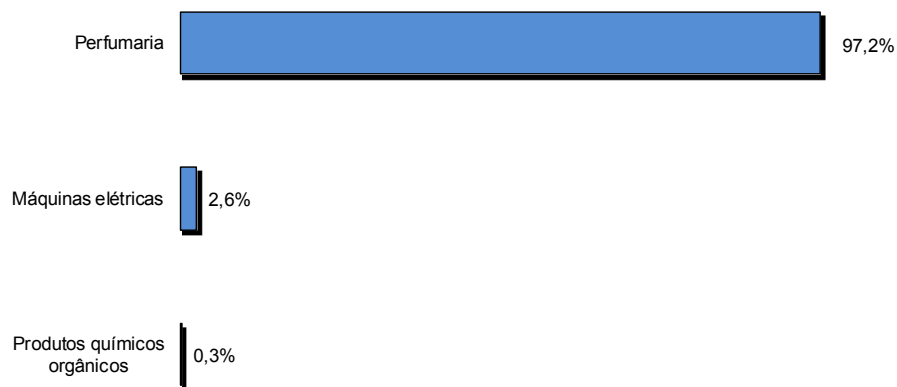 Perfumaria
97,2%
Máquinas elétricas
2,6%
Produtos químicos
orgânicos
0,3%